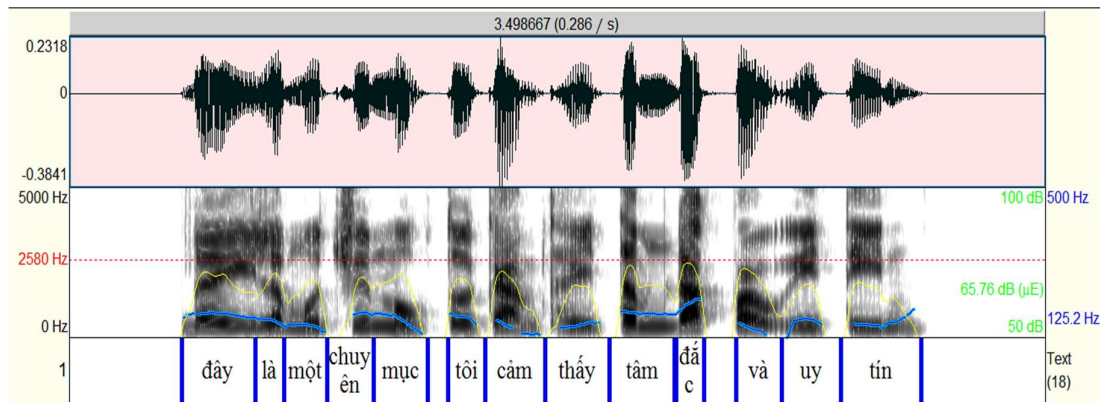 3.498667 (0.286 / s)
0.2318
0
-0.3841
5000 Hz
100 dB
500 Hz
2580 Hz
65.76 dB (µE)
0 Hz
50 dB
125.2 Hz
1
đây
là
một
chuy
ên
mục
tôi
cảm
thấy
tâm
đắ
c
và
uy
tín
Text
(18)